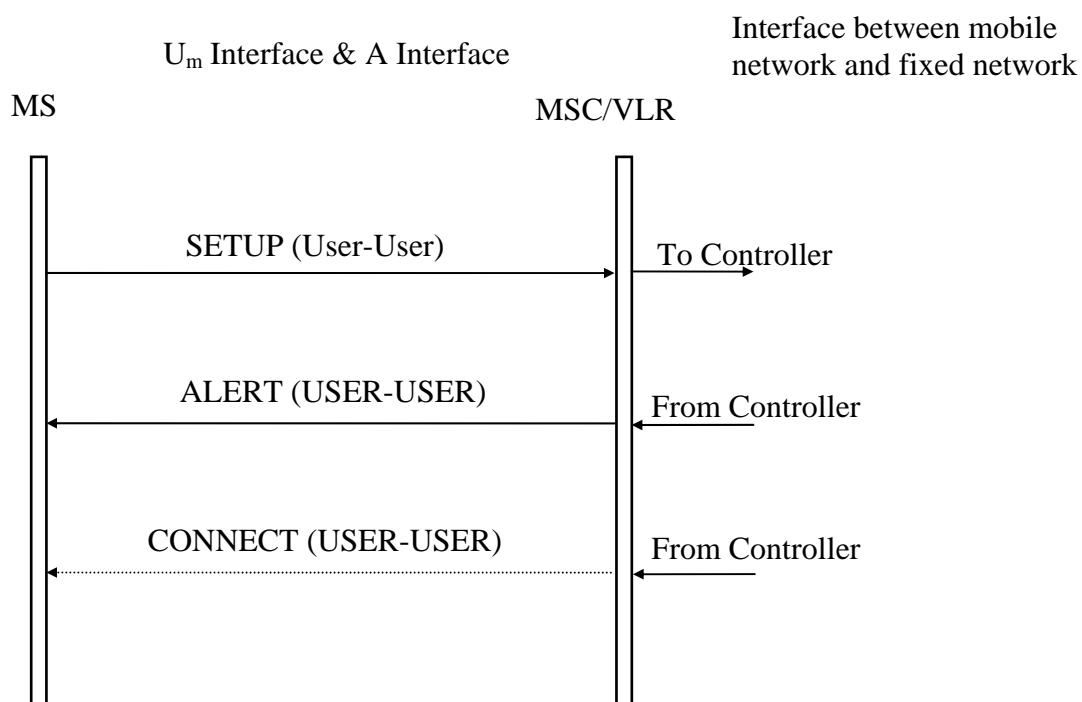 Interface between mobile
network and fixed network
Um Interface & A Interface
MS
MSC/VLR
SETUP (User-User)
To Controller
ALERT (USER-USER)
From Controller
CONNECT (USER-USER)
From Controller